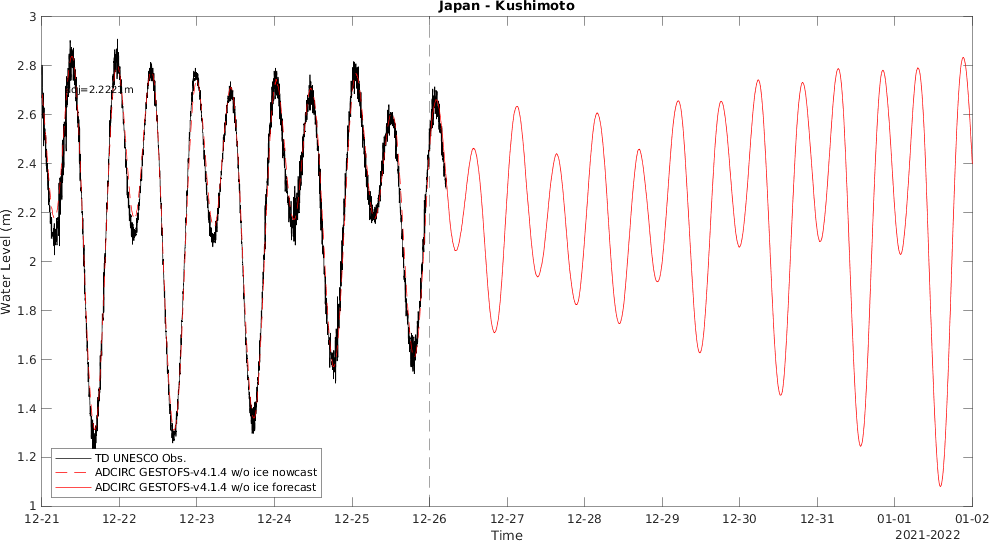 Japan - Kushimoto
3
2.8
2.6
2.4
2.2
2
1.8
1.6
1.4
1.2
1
Water Level (m)
TD UNESCO Obs.
ADCIRC GESTOFS-v4.1.4 w/o ice nowcast
ADCIRC GESTOFS-v4.1.4 w/o ice forecast
12-21 12-22 12-23 12-24 12-25 12-26 12-27 12-28 12-29 12-30 12-31 01-01 01-02
Time
2021-2022